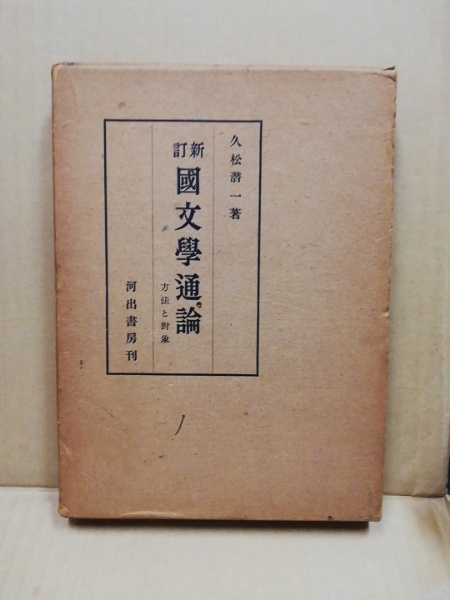 久松潜一著
新訂
國文學通論
方法と對象
河出書房刊